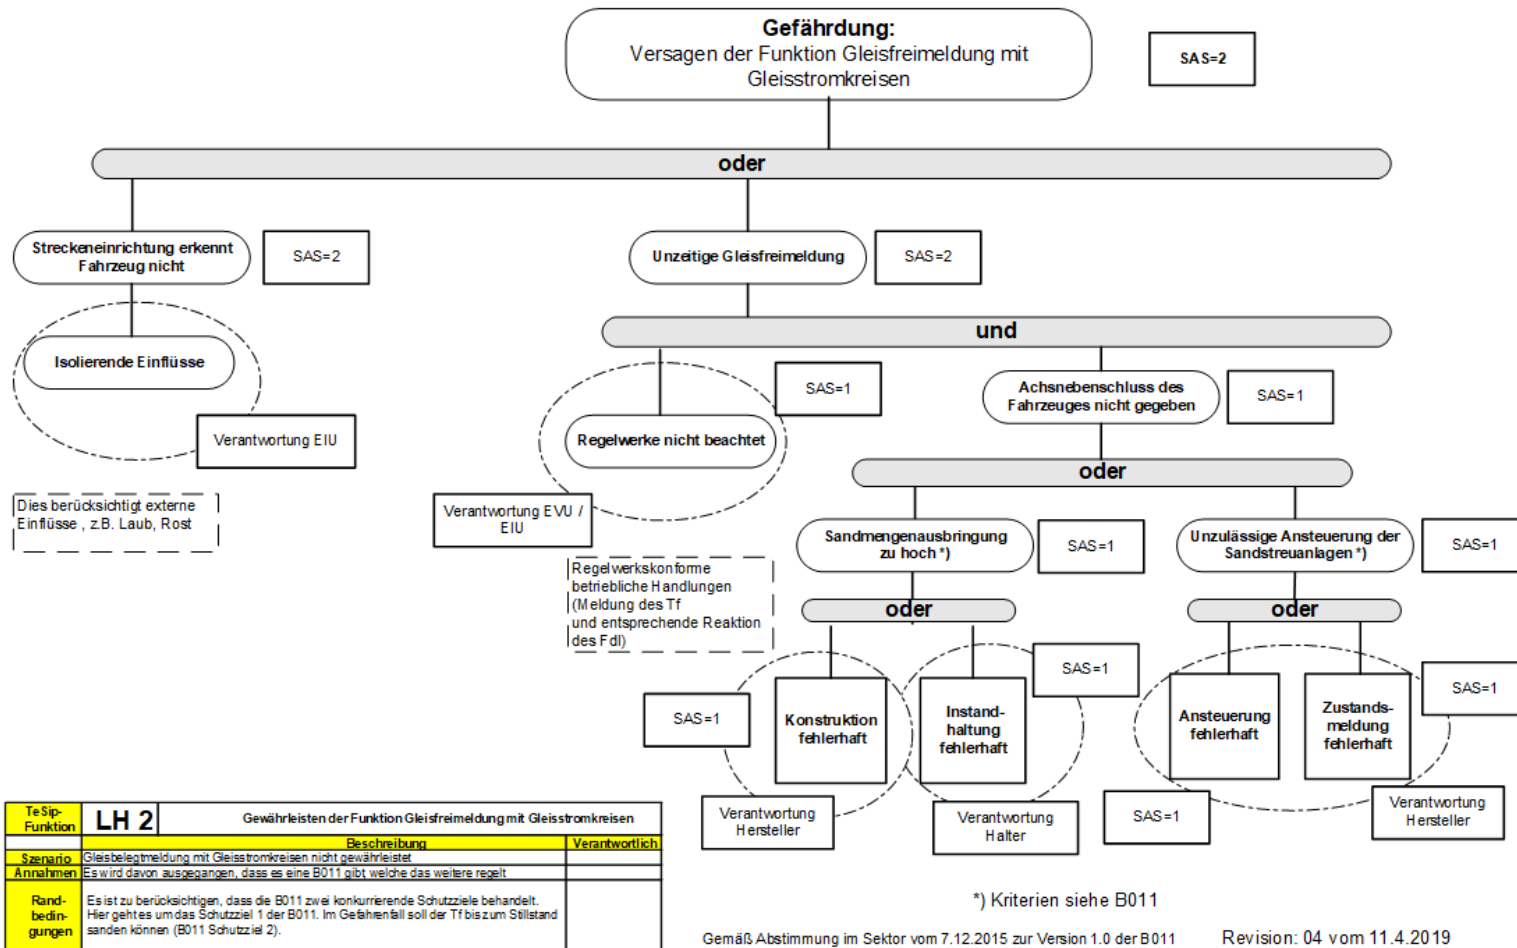 Gefährdung:
Versagen der Funktion Gleisfreimeldung mit
Gleisstromkreisen
SAS=2
oder
Streckeneinrichtung erkennt
Fahrzeug nicht
SAS=2
Unzeitige Gleisfreimeldung
SAS=2
und
Isolierende Einflüsse
Verantwortung EIU
Dies berücksichtigt externe
Einflüsse , z.B. Laub, Rost
SAS=1
Regelwerke nicht beachtet
Verantwortung EVU /
EIU
Regelwerkskonforme
betriebliche Handlungen
(Meldung des Tf
und entsprechende Reaktion
des Fdl)
Achsnebenschluss des
Fahrzeuges nicht gegeben
SAS=1
oder
Sandmengenausbringung
zu hoch *)
SAS=1
Unzulässige Ansteuerung der
Sandstreuanlagen *)
SAS=1
oder
oder
SAS=1
Konstruktion
fehlerhaft
Instand-
haltung
fehlerhaft
SAS=1
Ansteuerung
fehlerhaft
Zustands-
meldung
fehlerhaft
SAS=1
Verantwortung
Hersteller
Verantwortung
Halter
SAS=1
Verantwortung
Hersteller
TeSip-
Funktion
LH 2
Gewährleisten der Funktion Gleisfreimeldung mit Gleisstromkreisen
Beschreibung
Verantwortlich
Szenario
Gleisbelegtmeldung mit Gleisstromkreisen nicht gewährleistet
Annahmen
Es wird davon ausgegangen, dass es eine B011 gibt, welche das weitere regelt
Rand-
bedin-
gungen
Es ist zu berücksichtigen, dass die B011 zwei konkurrierende Schutzziele behandelt.
Hier geht es um das Schutzziel 1 der B011. Im Gefahrenfall soll der Tf bis zum Stillstand
sanden können (B011 Schutzziel 2).
*) Kriterien siehe B011
Gemäß Abstimmung im Sektor vom 7.12.2015 zur Version 1.0 der B011
Revision: 04 vom 11.4.2019